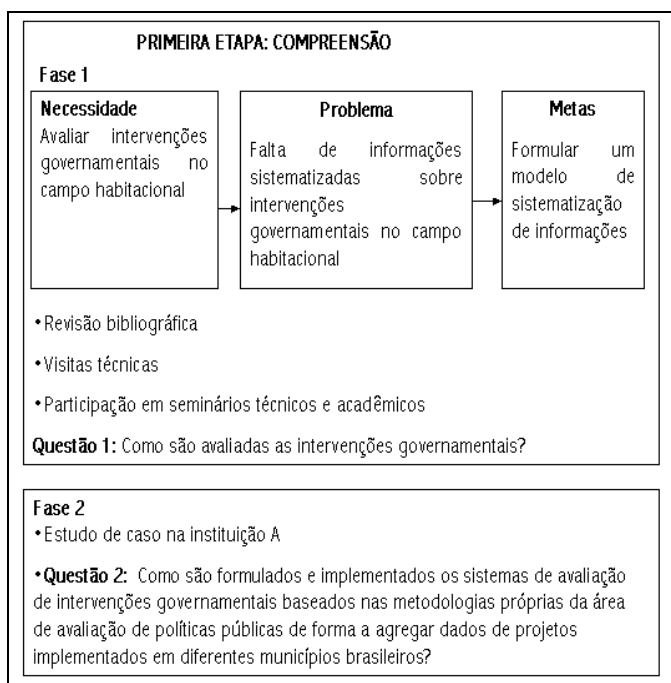 PRIMEIRA ETAPA: COMPREENSÃO
Fase 1
Necessidade
Avaliar intervenções
governamentais no
campo habitacional
Problema
Falta de informações
sistematizadas sobre
intervenções
governamentais no campo
habitacional
Metas
Formular um
modelo de
sistematização
de informações
•Revisão bibliográfica
•Visitas técnicas
•Participação em seminários técnicos e acadêmicos
Questão 1: Como são avaliadas as intervenções governamentais?
Fase 2
•Estudo de caso na instituição A
•Questão 2: Como são formulados e implementados os sistemas de avaliação
de intervenções governamentais baseados nas metodologias próprias da área
de avaliação de políticas públicas de forma a agregar dados de projetos
implementados em diferentes municípios brasileiros?